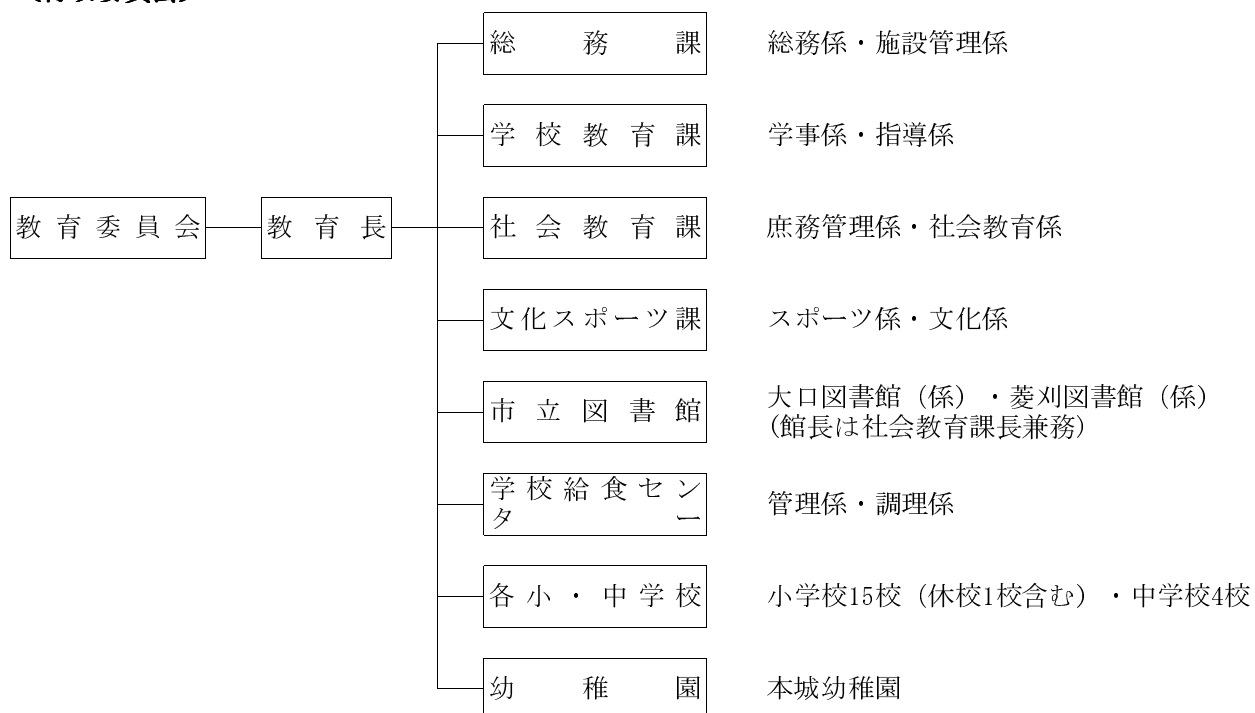 総務課 総務係・施設管理係
学校教育課 学事係・指導係
教育委員会 教育長 社会教育課 庶務管理係・社会教育係
文化スポーツ課 スポーツ係・文化係
市立図書館 大口図書館（係）・菱刈図書館（係）
(館長は社会教育課長兼務)
学校給食セン
ター 管理係・調理係
各小・中学校 小学校15校（休校1校含む）・中学校4校
幼稚園 本城幼稚園